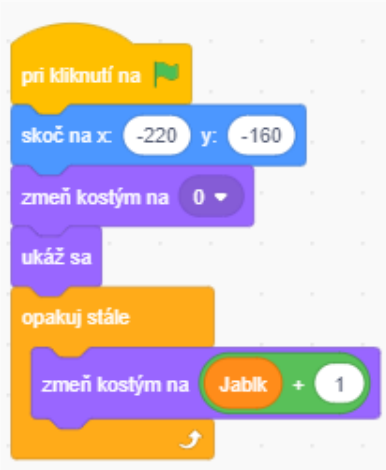 pri kliknutí na
skoč na x: -220 y: -160
zmeň kostým na 0
ukáž sa
opakuj stále
zmeň kostým na Jablk + 1